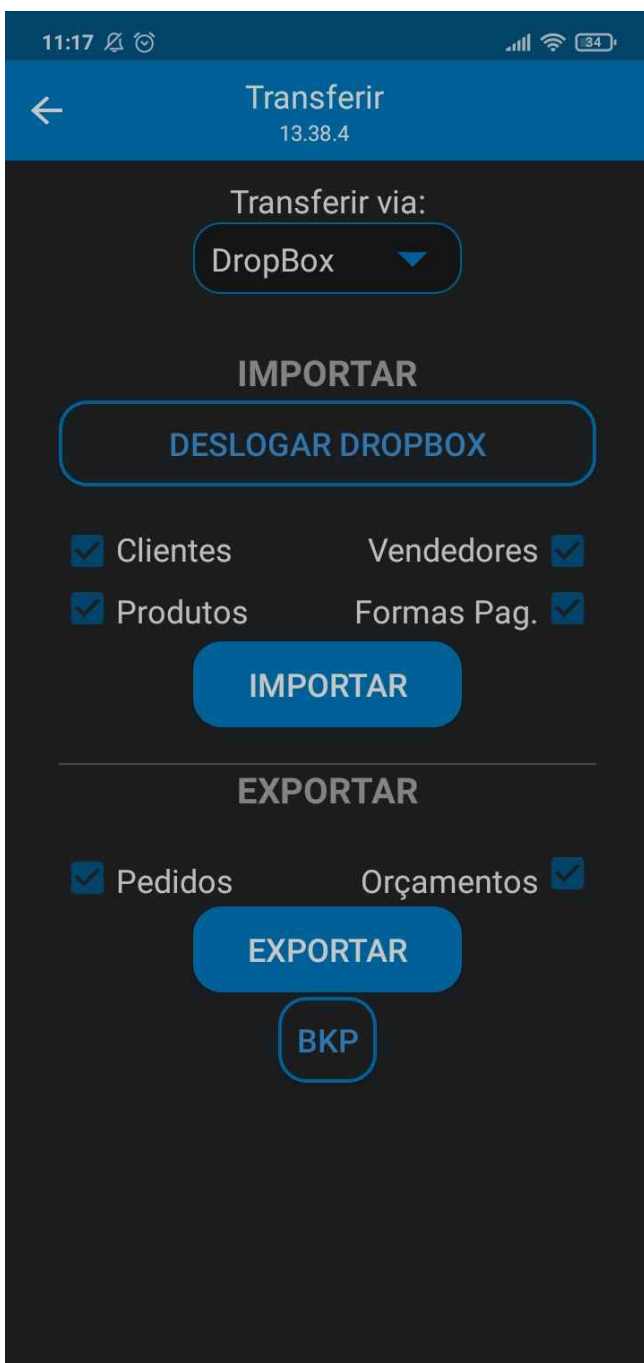 11:17 34
Transferir
13.38.4
Transferir via:
DropBox
IMPORTAR
DESLOGAR DROPBOX
Clientes Vendedores
Produtos Formas Pag.
IMPORTAR
EXPORTAR
Pedidos Orçamentos
EXPORTAR
BKP